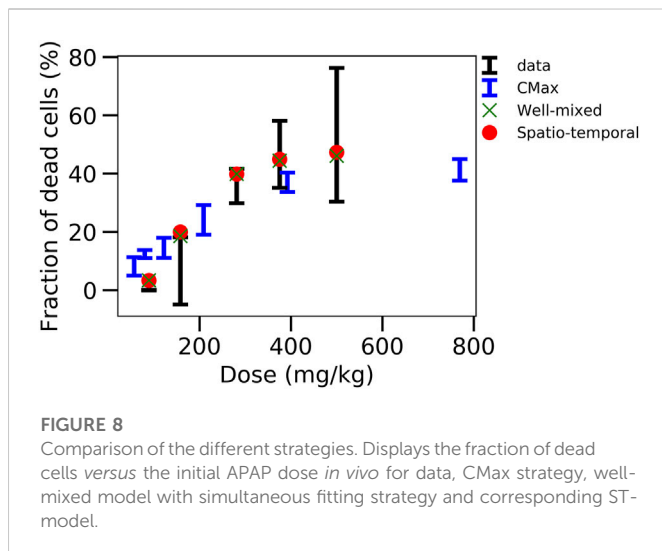 80
60
40
20
0
Fraction of dead cells (%)
200
400
600
800
Dose (mg/kg)
data
CMax
Well-mixed
Spatio-temporal
FIGURE 8
Comparison of the different strategies. Displays the fraction of dead
cells versus the initial APAP dose in vivo for data, CMax strategy, well-
mixed model with simultaneous fitting strategy and corresponding ST-
model.